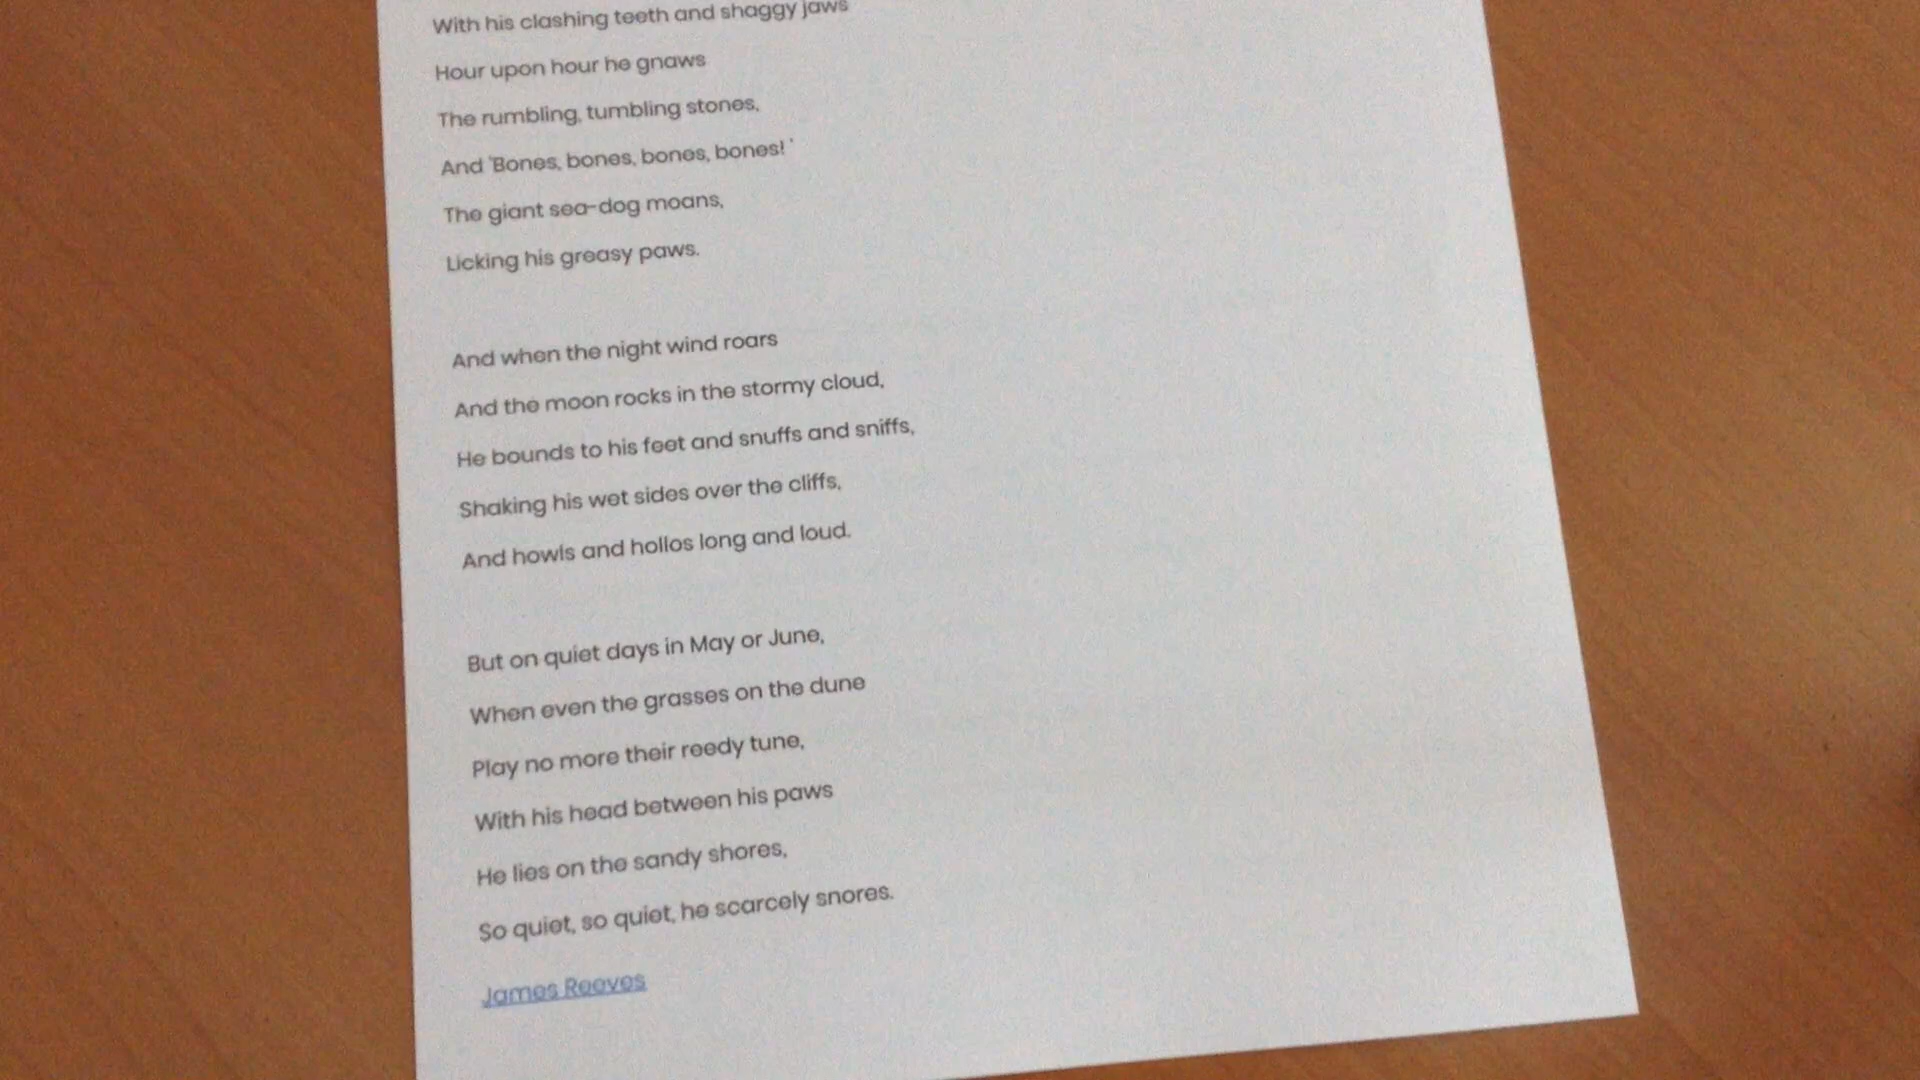 With his clashing teeth and shaggy jaws
Hour upon hour he gnaws
The rumbling, tumbling stones,
And 'Bones, bones, bones, bones! '
The giant sea-dog moans,
Licking his greasy paws.
And when the night wind roars
And the moon rocks in the stormy cloud,
He bounds to his feet and snuffs and sniffs,
Shaking his wet sides over the cliffs,
And howls and hollos long and loud.
But on quiet days in May or June,
When even the grasses on the dune
Play no more their reedy tune,
With his head between his paws
He lies on the sandy shores,
So quiet, so quiet, he scarcely snores.
James Reeves